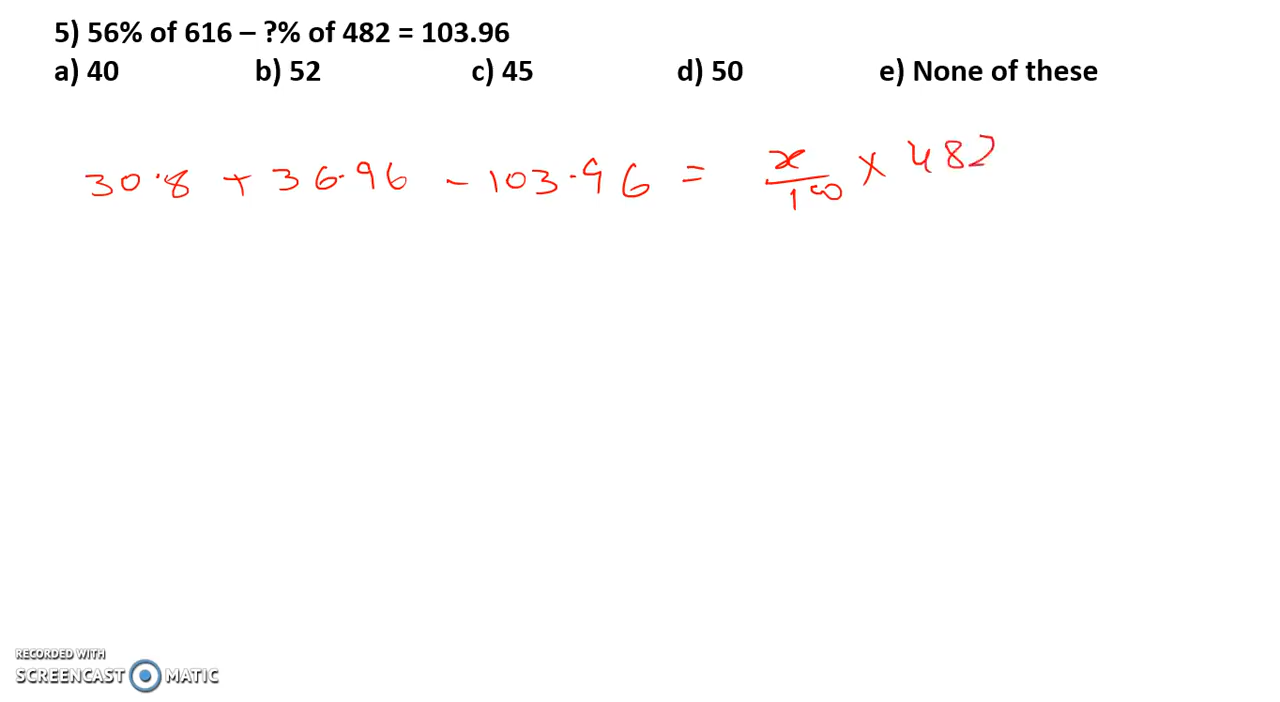 5) 56% of 616 – ?% of 482 = 103.96
a) 40 b) 52 c) 45 d) 50 e) None of these
30.8 + 36.96 - 103.96 = x/100 × 482
RECORDED WITH
SCREENCAST MATIC